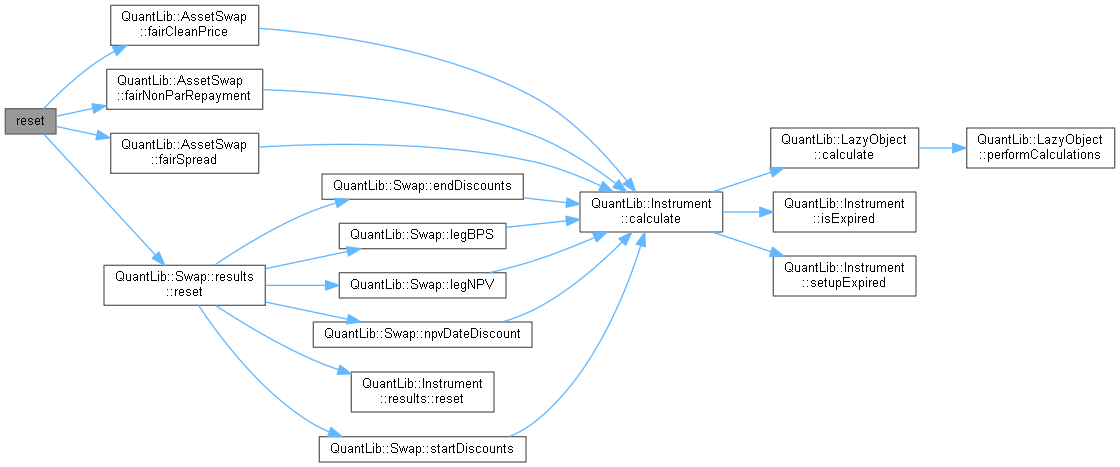 reset
QuantLib::AssetSwap
::fairCleanPrice
QuantLib::AssetSwap
::fairNonParRepayment
QuantLib::AssetSwap
::fairSpread
QuantLib::Swap::results
::reset
QuantLib::Swap::endDiscounts
QuantLib::Swap::legBPS
QuantLib::Swap::legNPV
QuantLib::Swap::npvDateDiscount
QuantLib::Instrument
::results::reset
QuantLib::Swap::startDiscounts
QuantLib::Instrument
::calculate
QuantLib::LazyObject
::calculate
QuantLib::Instrument
::isExpired
QuantLib::Instrument
::setupExpired
QuantLib::LazyObject
::performCalculations